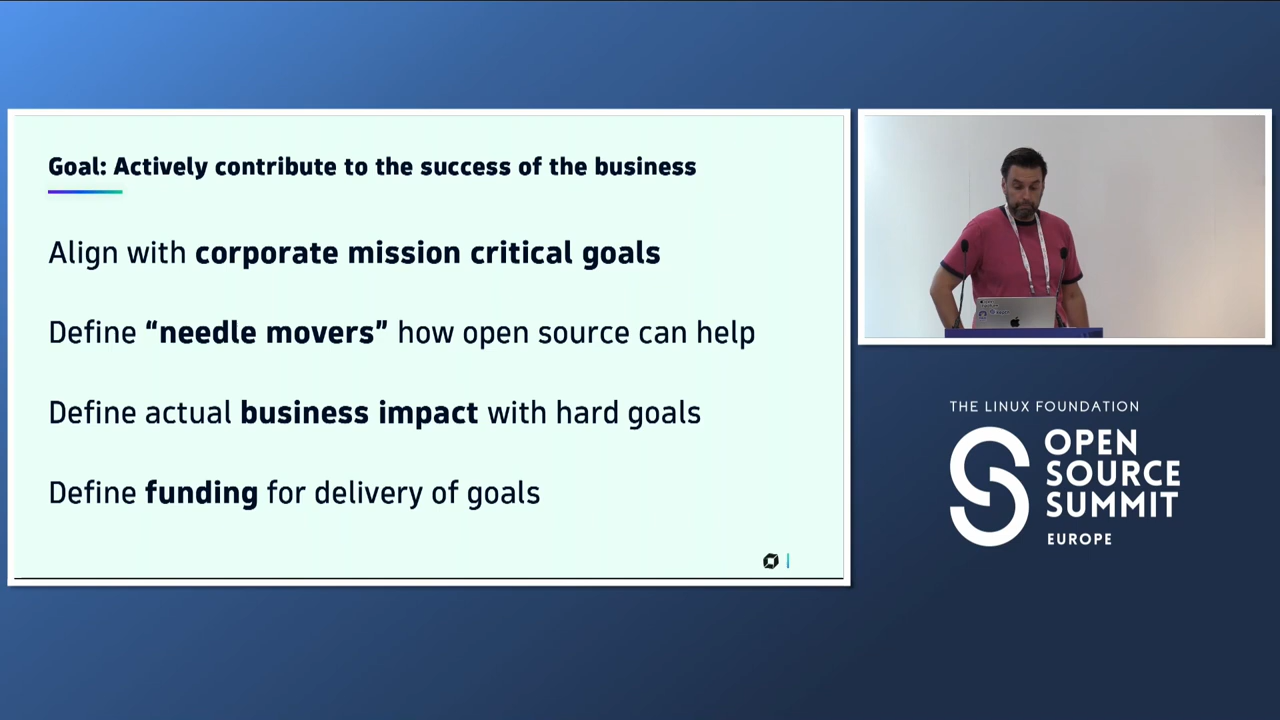 Goal: Actively contribute to the success of the business
Align with corporate mission critical goals
Define “needle movers” how open source can help
Define actual business impact with hard goals
Define funding for delivery of goals
THE LINUX FOUNDATION
OPEN
SOURCE
SUMMIT
EUROPE